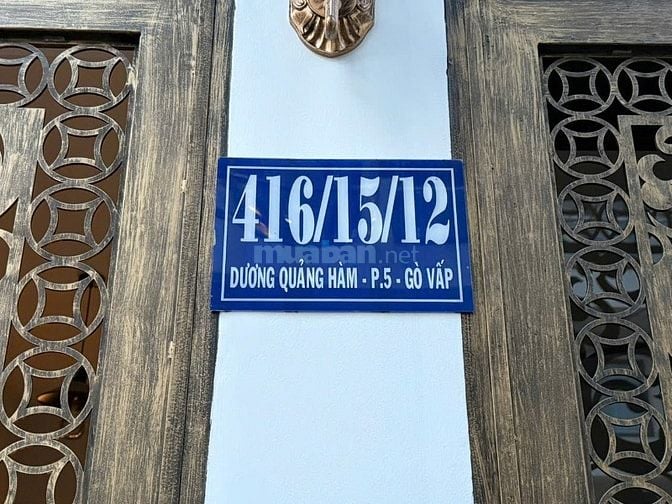 416/15/12
muaban.net
DƯƠNG QUẢNG HÀM - P.5 - GÒ VẤP